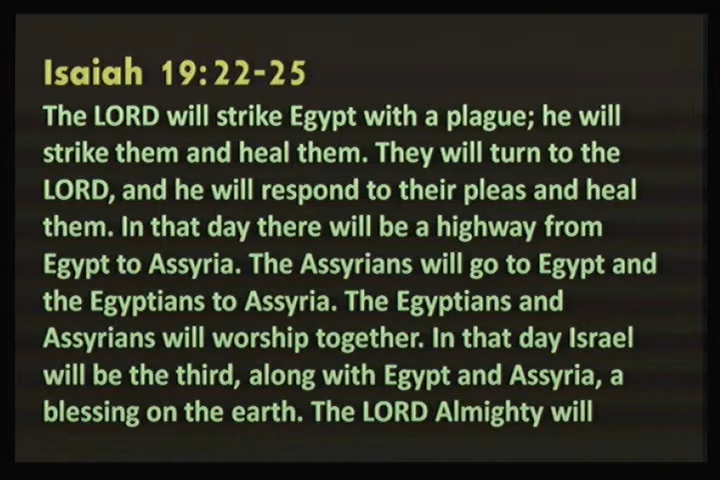 Isaiah 19:22-25
The LORD will strike Egypt with a plague; he will
strike them and heal them. They will turn to the
LORD, and he will respond to their pleas and heal
them. In that day there will be a highway from
Egypt to Assyria. The Assyrians will go to Egypt and
the Egyptians to Assyria. The Egyptians and
Assyrians will worship together. In that day Israel
will be the third, along with Egypt and Assyria, a
blessing on the earth. The LORD Almighty will